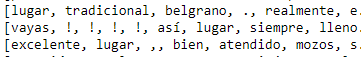 [lugar, tradicional, belgrano, ., realmente, e.
[vayas, !, !, !, !, así, lugar, siempre, lleno.
[excelente, lugar, ,, bien, atendido, mozos, s.